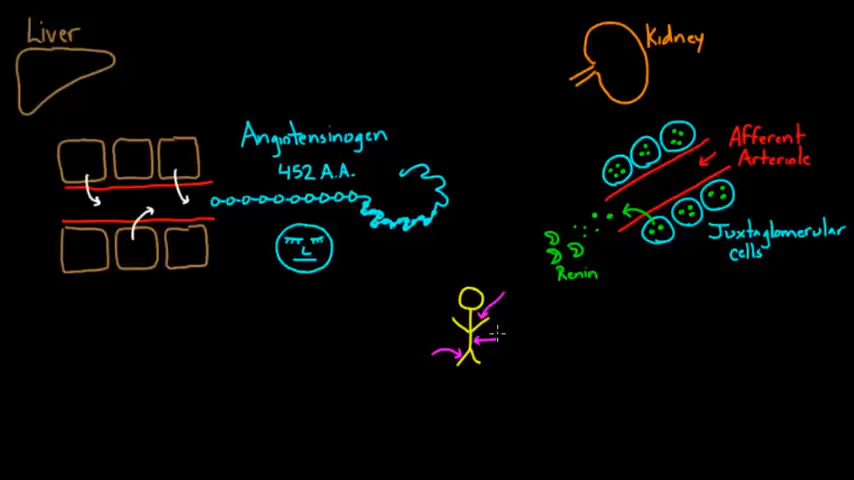 Liver
Kidney
Angiotensinogen
452 A.A.
Afferent
Arteriole
Juxtaglomerular
cells
Renin